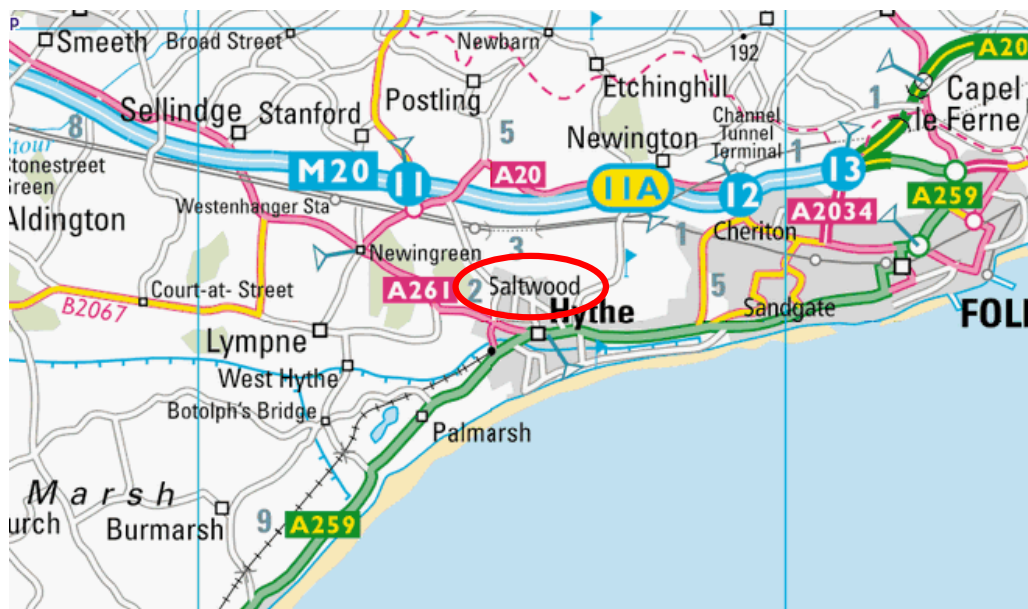 P
Smeeth
Broad Street
Newbarn
192
A20
Etchinghill
Capel
le Ferne
Postling
Sellindge
Stanford
8
5
1
Newington
Channel
Tunnel
Terminal
1
13
Stour
Stonestreet
Green
M20
11
A20
11A
12
A259
A2034
Aldington
Westenhanger Sta
Newingreen
3
1
Cheriton
Court-at- Street
A261
2
Saltwood
5
B2067
Hythe
Sandgate
FOL
Lympne
West Hythe
Botolph's Bridge
Palmarsh
Marsh
urch
Burmarsh
9
A259